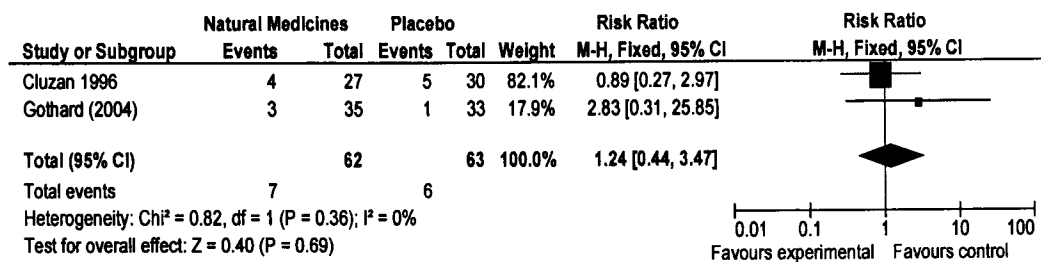 Natural Medicines Placebo Risk Ratio Risk Ratio
Study or Subgroup Events Total Events Total Weight M-H, Fixed, 95% CI M-H, Fixed, 95% CI
Cluzan 1996 4 27 5 30 82.1% 0.89 [0.27, 2.97]
Gothard (2004) 3 35 1 33 17.9% 2.83 [0.31, 25.85]
Total (95% CI) 62 63 100.0% 1.24 [0.44, 3.47]
Total events 7 6
Heterogeneity: Chi² = 0.82, df = 1 (P = 0.36); I² = 0%
Test for overall effect: Z = 0.40 (P = 0.69)
0.01 0.1 1 10 100
Favours experimental Favours control